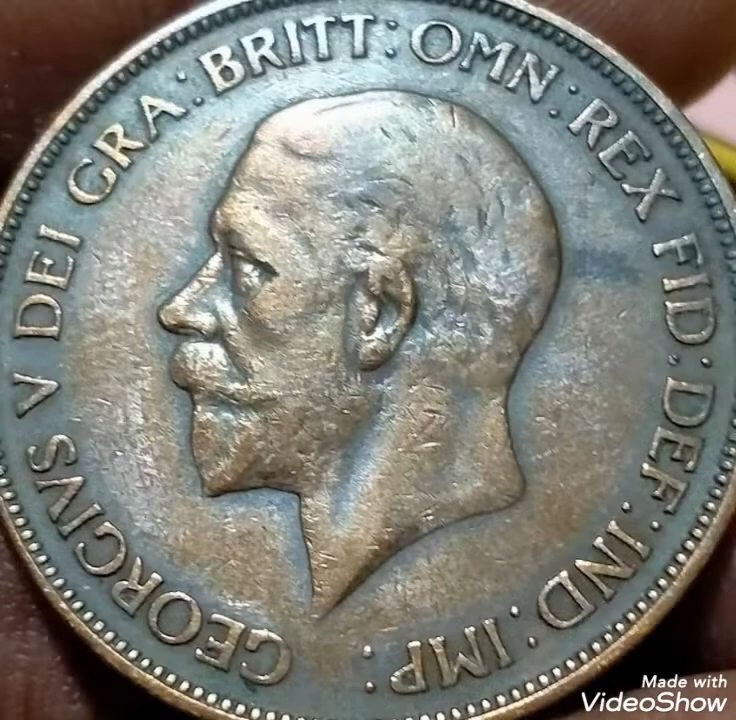 GEORGIVS V DEI GRA: BRITT: OMN: REX FID: DEF: IND: IMP:
Made with
VideoShow